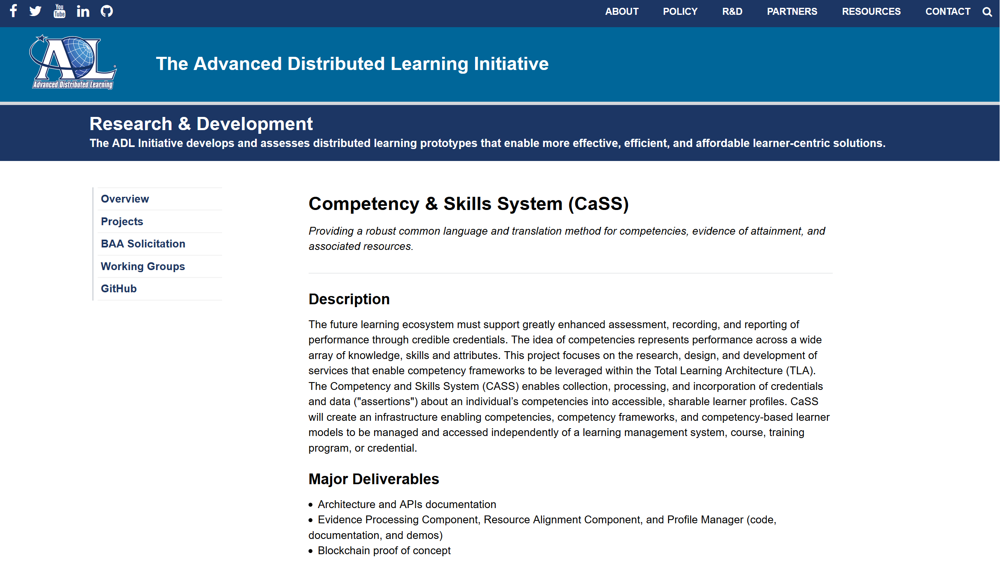 You
Tube
in
ABOUT
POLICY
R&D
PARTNERS
RESOURCES
CONTACT
ADL
Advanced Distributed Learning
The Advanced Distributed Learning Initiative
Research & Development
The ADL Initiative develops and assesses distributed learning prototypes that enable more effective, efficient, and affordable learner-centric solutions.
Overview
Projects
BAA Solicitation
Working Groups
GitHub
Competency & Skills System (CaSS)
Providing a robust common language and translation method for competencies, evidence of attainment, and
associated resources.
Description
The future learning ecosystem must support greatly enhanced assessment, recording, and reporting of
performance through credible credentials. The idea of competencies represents performance across a wide
array of knowledge, skills and attributes. This project focuses on the research, design, and development of
services that enable competency frameworks to be leveraged within the Total Learning Architecture (TLA).
The Competency and Skills System (CASS) enables collection, processing, and incorporation of credentials
and data ("assertions") about an individual’s competencies into accessible, sharable learner profiles. CaSS
will create an infrastructure enabling competencies, competency frameworks, and competency-based learner
models to be managed and accessed independently of a learning management system, course, training
program, or credential.
Major Deliverables
• Architecture and APIs documentation
• Evidence Processing Component, Resource Alignment Component, and Profile Manager (code,
documentation, and demos)
• Blockchain proof of concept